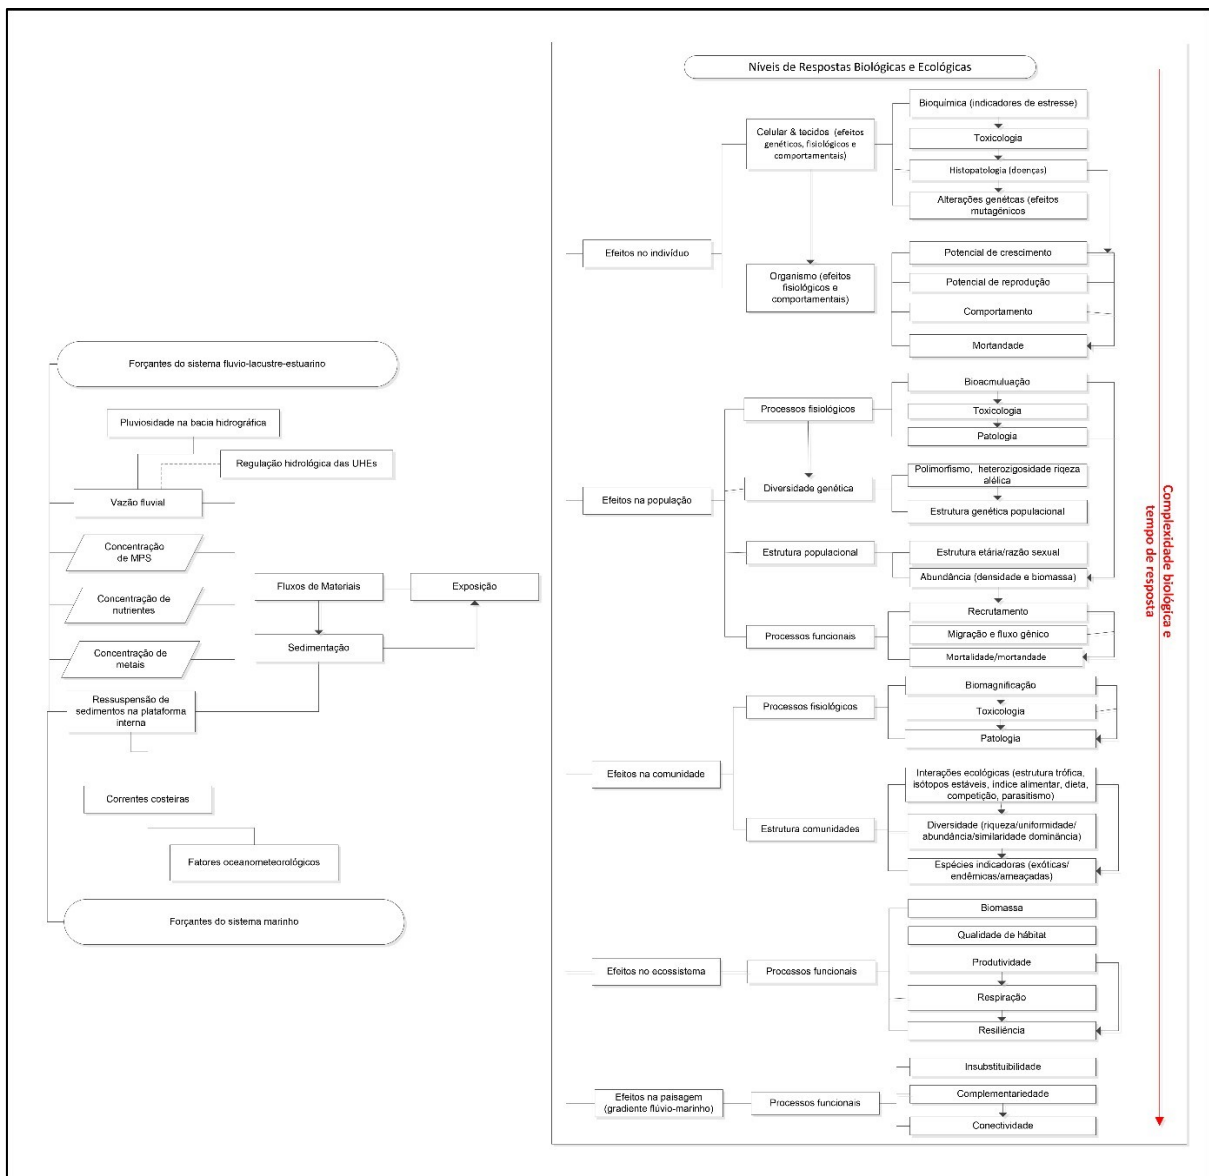 Níveis de Respostas Biológicas e Ecológicas
Bioquímica (indicadores de estresse)
Celular & tecidos (efeitos
genéticos, fisiológicos e
comportamentais)
Toxicologia
Histopatologia (doenças)
Alterações genétcas (efeitos
mutagênicos
Efeitos no indivíduo
Organismo (efeitos
fisiológicos e
comportamentais)
Potencial de crescimento
Potencial de reprodução
Comportamento
Mortandade
Forçantes do sistema fluvio-lacustre-estuarino
Pluviosidade na bacia hidrográfica
Regulação hidrológica das UHEs
Vazão fluvial
Concentração
de MPS
Concentração de
nutrientes
Concentração de
metais
Ressuspensão de
sedimentos na plataforma
interna
Correntes costeiras
Fatores oceanometeorológicos
Forçantes do sistema marinho
Fluxos de Materiais
Exposição
Sedimentação
Efeitos na população
Processos fisiológicos
Bioacmuluação
Toxicologia
Patologia
Diversidade genética
Polimorfismo, heterozigosidade riqeza
alélica
Estrutura genética populacional
Estrutura populacional
Estrutura etária/razão sexual
Abundância (densidade e biomassa)
Processos funcionais
Recrutamento
Migração e fluxo gênico
Mortalidade/mortandade
Efeitos na comunidade
Processos fisiológicos
Biomagnificação
Toxicologia
Patologia
Estrutura comunidades
Interações ecológicas (estrutura trófica,
isótopos estáveis, indice alimentar, dieta,
competição, parasitismo)
Diversidade (riqueza/uniformidade/
abundância/similaridade dominância)
Espécies indicadoras (exóticas/
endêmicas/ameaçadas)
Efeitos no ecossistema
Processos funcionais
Biomassa
Qualidade de hábitat
Produtividade
Respiração
Resiliência
Efeitos na paisagem
(gradiente flúvio-marinho)
Processos funcionais
Insubstituibilidade
Complementariedade
Conectividade
Complexidade biológica e
tempo de resposta